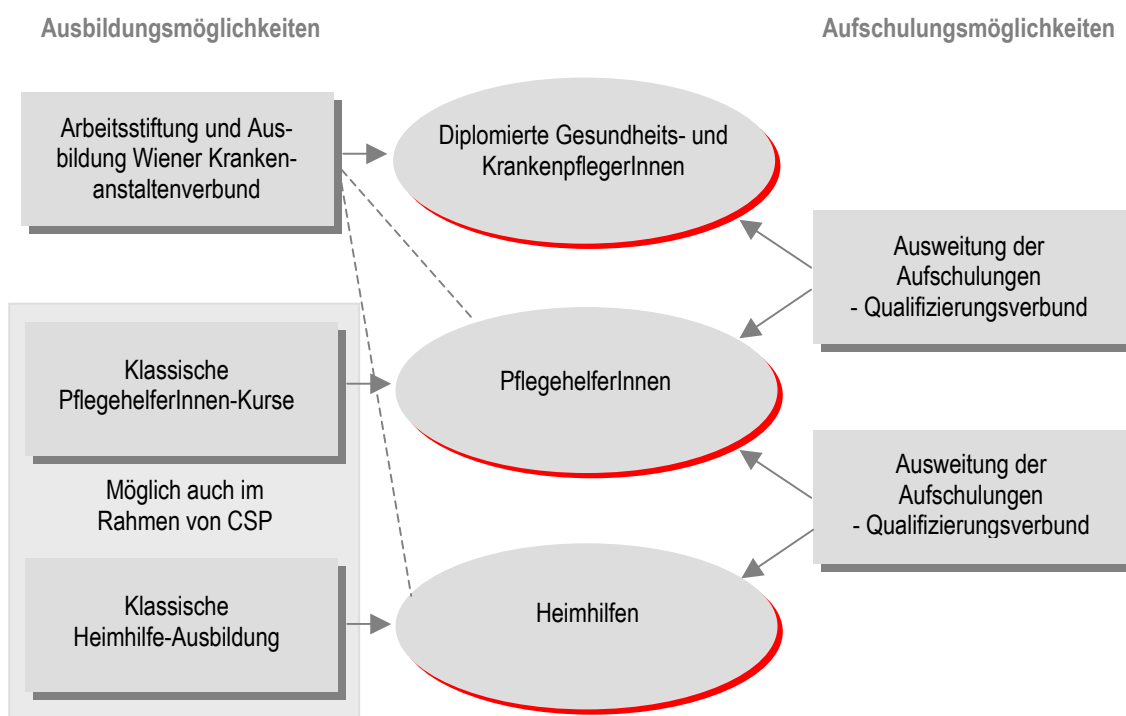 Ausbildungsmöglichkeiten
Aufschulungsmöglichkeiten
Arbeitsstiftung und Aus-
bildung Wiener Kranken-
anstaltenverbund
Diplomierte Gesundheits- und
KrankenpflegerInnen
Ausweitung der
Aufschulungen
- Qualifizierungsverbund
Klassische
PflegehelferInnen-Kurse
PflegehelferInnen
Möglich auch im
Rahmen von CSP
Ausweitung der
Aufschulungen
- Qualifizierungsverbund
Klassische
Heimhilfe-Ausbildung
Heimhilfen